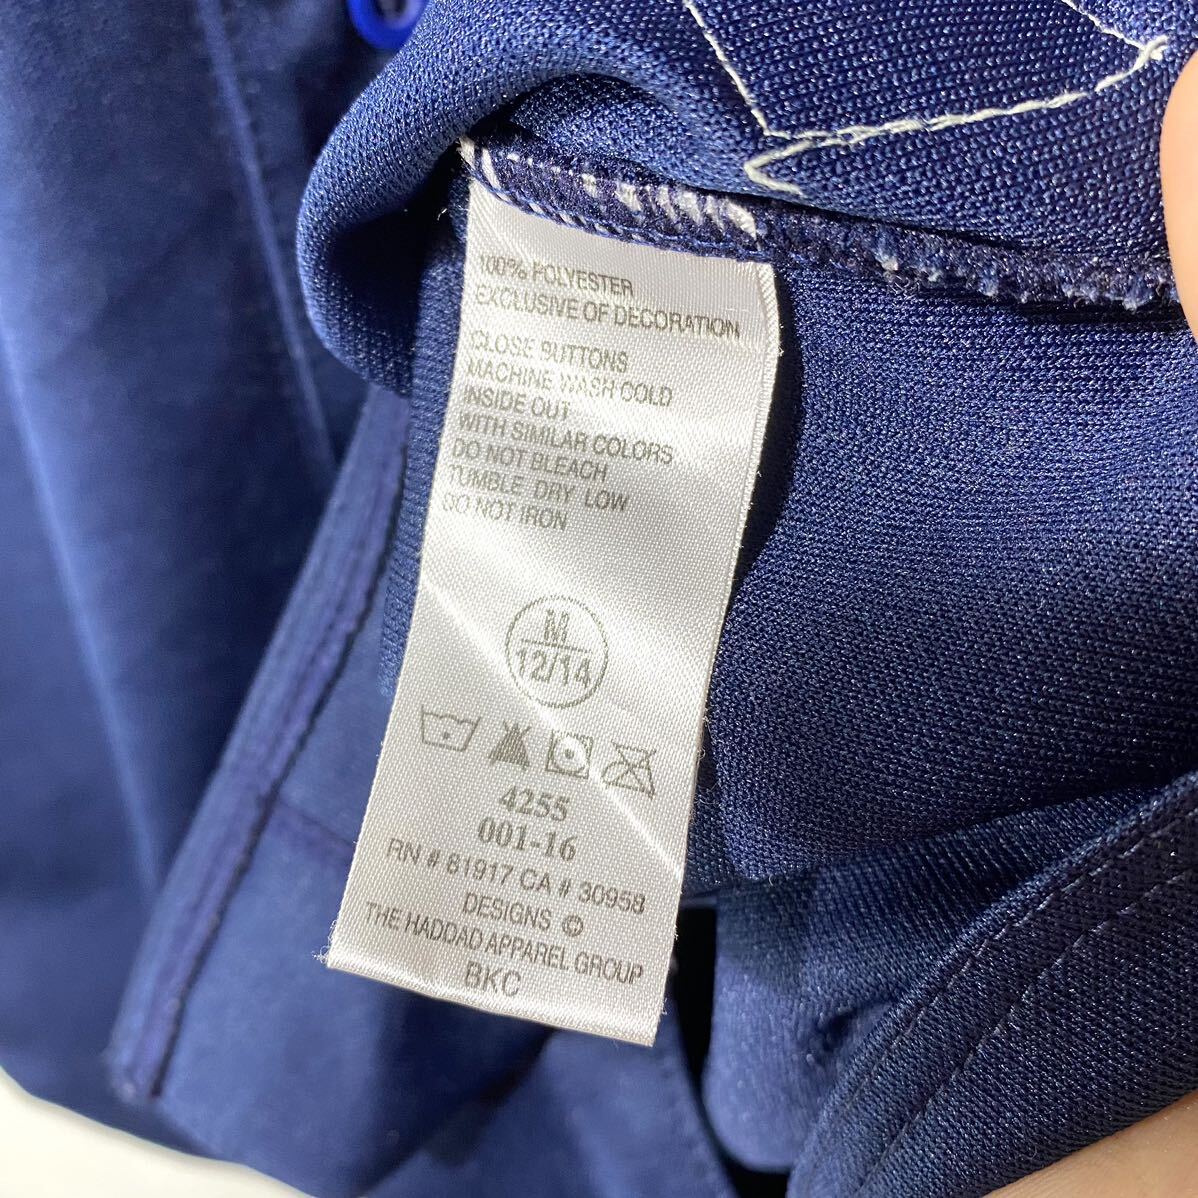 100% POLYESTER
EXCLUSIVE OF DECORATION
CLOSE BUTTONS
MACHINE WASH COLD
INSIDE OUT
WITH SIMILAR COLORS
DO NOT BLEACH
TUMBLE DRY LOW
DO NOT IRON
M
12/14
4255
001-16
RN # 81917 CA # 30958
DESIGNS ©
THE HADDAD APPAREL GROUP
BKC